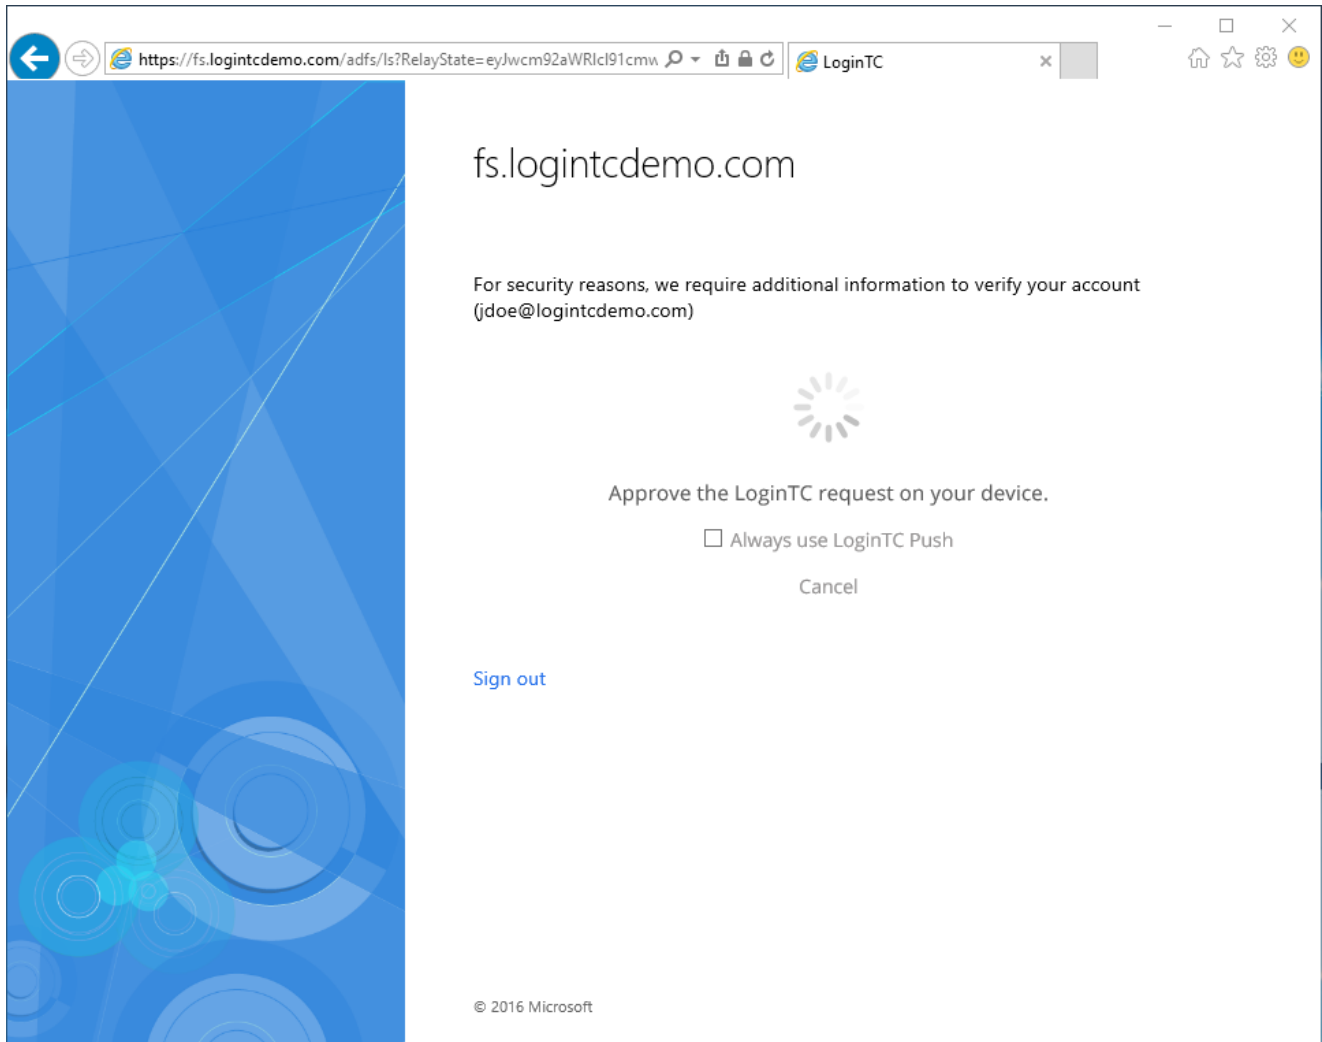 https://fs.logintcdemo.com/adfs/ls?RelayState=eyJwcm92aWRlcl91cmw
LoginTC
fs.logintcdemo.com
For security reasons, we require additional information to verify your account
(jdoe@logintcdemo.com)
Approve the LoginTC request on your device.
Always use LoginTC Push
Cancel
Sign out
© 2016 Microsoft